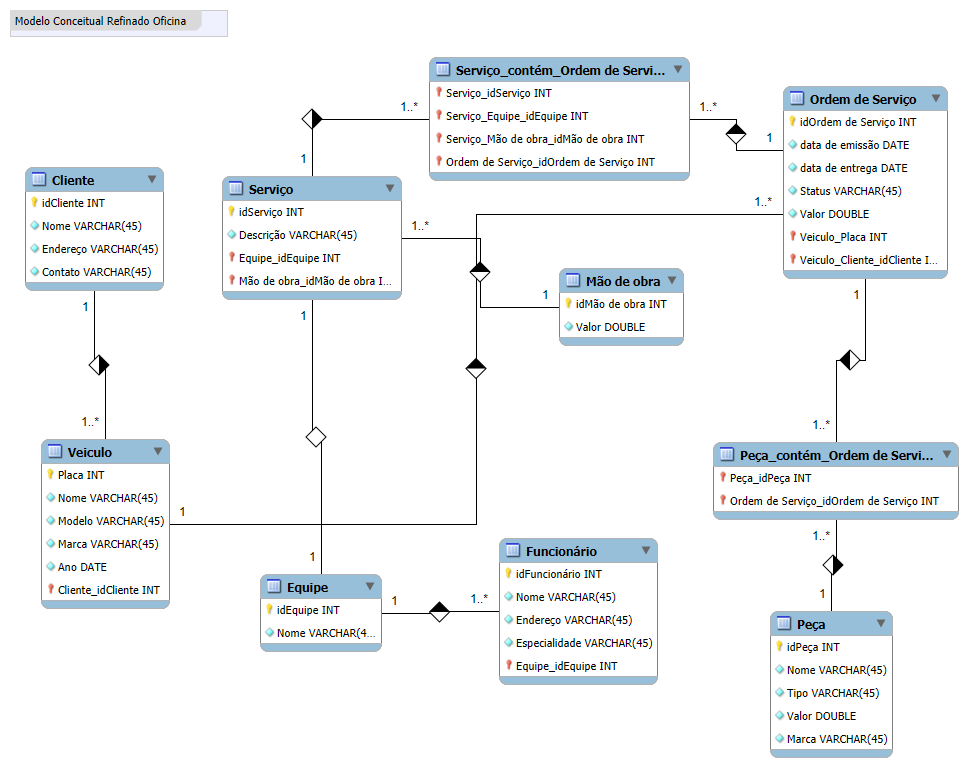 Modelo Conceitual Refinado Oficina
Serviço_contém_Ordem de Servi...
Serviço_idServiço INT
Serviço_Equipe_idEquipe INT
Serviço_Mão de obra_idMão de obra INT
Ordem de Serviço_idOrdem de Serviço INT
1..*
1..*
1
1
Ordem de Serviço
idOrdem de Serviço INT
data de emissão DATE
data de entrega DATE
Status VARCHAR(45)
Valor DOUBLE
Veiculo_Placa INT
Veiculo_Cliente_idCliente I...
1..*
1
Cliente
idCliente INT
Nome VARCHAR(45)
Endereço VARCHAR(45)
Contato VARCHAR(45)
1
1..*
Serviço
idServiço INT
Descrição VARCHAR(45)
Equipe_idEquipe INT
Mão de obra_idMão de obra I...
1..*
1
1
Mão de obra
idMão de obra INT
Valor DOUBLE
Veiculo
Placa INT
Nome VARCHAR(45)
Modelo VARCHAR(45)
Marca VARCHAR(45)
Ano DATE
Cliente_idCliente INT
1
1..*
Peça_contém_Ordem de Servi...
Peça_idPeça INT
Ordem de Serviço_idOrdem de Serviço INT
1..*
1
1
Equipe
idEquipe INT
Nome VARCHAR(4...
1
1..*
Funcionário
idFuncionário INT
Nome VARCHAR(45)
Endereço VARCHAR(45)
Especialidade VARCHAR(45)
Equipe_idEquipe INT
Peça
idPeça INT
Nome VARCHAR(45)
Tipo VARCHAR(45)
Valor DOUBLE
Marca VARCHAR(45)